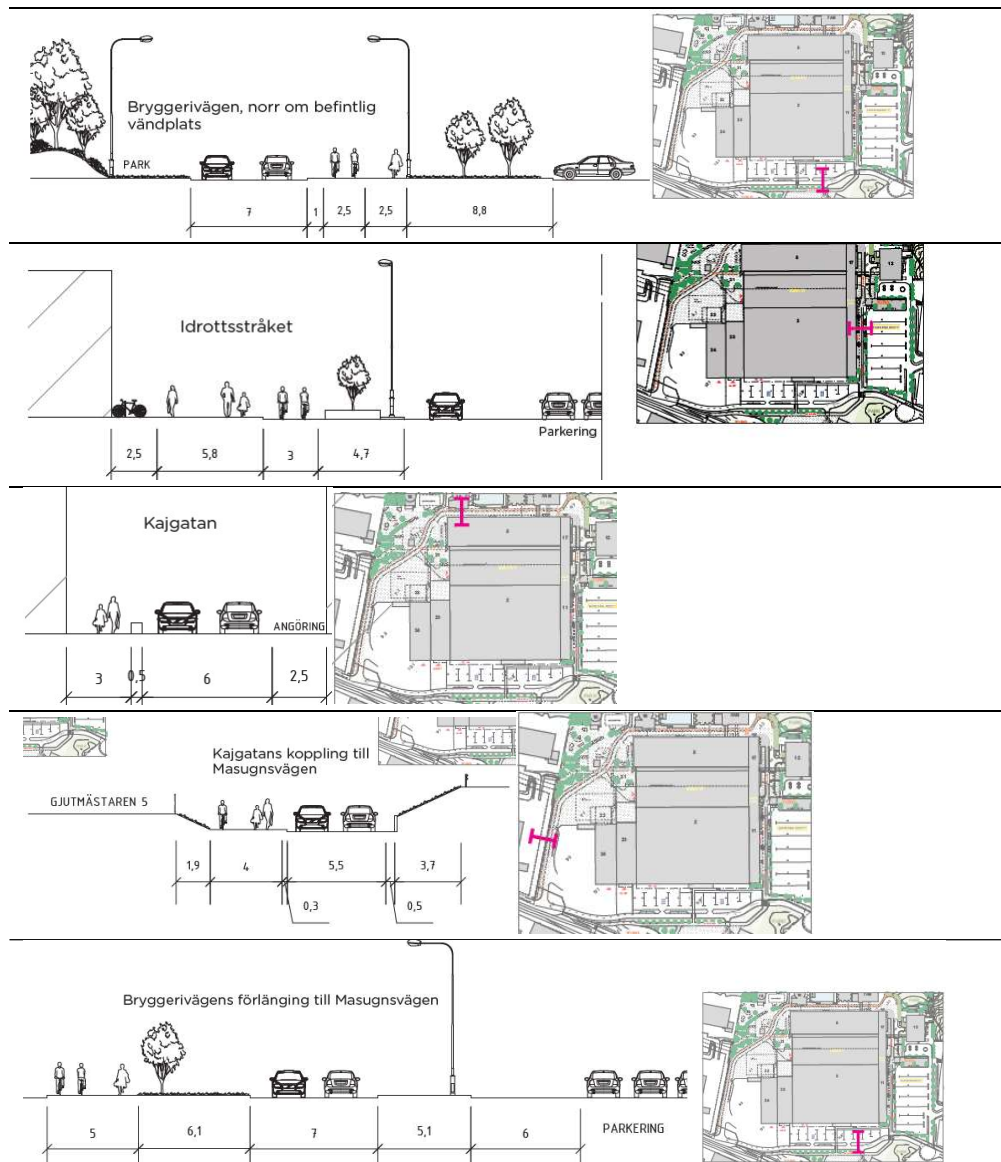 Bryggerivägen, norr om befintlig
vändplats
PARK
7
1
2,5
2,5
8,8
Idrottsstråket
Parkering
2,5
5,8
3
4,7
Kajgatan
ANGÖRING
3
0,5
6
2,5
Kajgatans koppling till
Masugnsvägen
GJUTMÄSTAREN 5
1,9
4
5,5
3,7
0,3
0,5
Bryggerivägens förlänging till Masugnsvägen
5
6,1
7
5,1
6
PARKERING